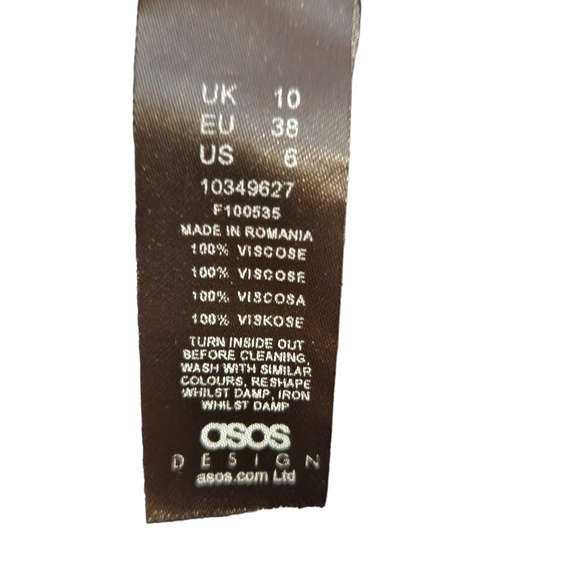 UK 10
EU 38
US 6
10349627
F100535
MADE IN ROMANIA
100% VISCOSE
100% VISCOSE
100% VISCOSA
100% VISKOSE
TURN INSIDE OUT
BEFORE CLEANING,
WASH WITH SIMILAR
COLOURS, RESHAPE
WHILST DAMP, IRON
WHILST DAMP
asos
DESIGN
asos.com Ltd